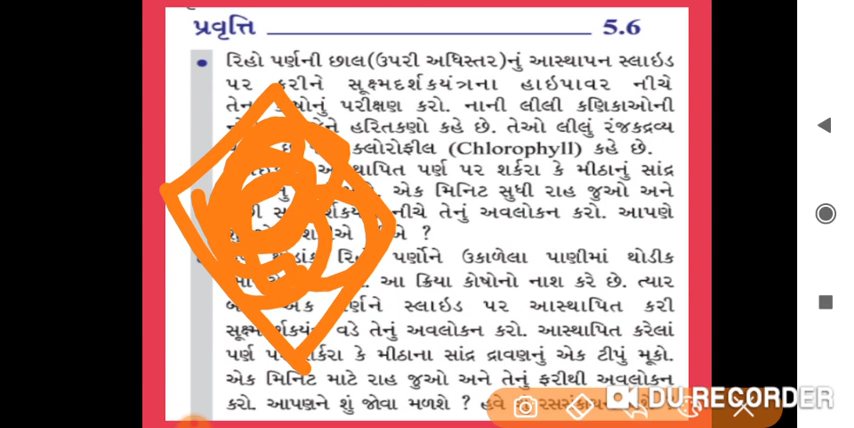 પ્રવૃત્તિ 5.6
• રિહો પર્ણની છાલ(ઉપરી અધિસ્તર)નું આસ્થાપન સ્લાઇડ
પર કરીને સૂક્ષ્મદર્શકયંત્રના હાઇપાવર નીચે
પરીક્ષણ કરો. નાની લીલી કણિકાઓની
હરિતકણો કહે છે. તેઓ લીલું રંજકદ્રવ્ય
ક્લોરોફીલ (Chlorophyll) કહે છે.
પર્ણ પર શર્કરા કે મીઠાનું સાંદ્ર
એક મિનિટ સુધી રાહ જુઓ અને
નીચે તેનું અવલોકન કરો. આપણે
?
પર્ણોને ઉકાળેલા પાણીમાં થોડીક
આ ક્રિયા કોષોનો નાશ કરે છે. ત્યાર
સ્લાઇડ પર આસ્થાપિત કરી
વડે તેનું અવલોકન કરો. આસ્થાપિત કરેલાં
પર્ણ શર્કરા કે મીઠાના સાંદ્ર દ્રાવણનું એક ટીપું મૂકો.
એક મિનિટ માટે રાહ જુઓ અને તેનું ફરીથી અવલોકન
કરો. આપણને શું જોવા મળશે ? હવે
DU RECORDER